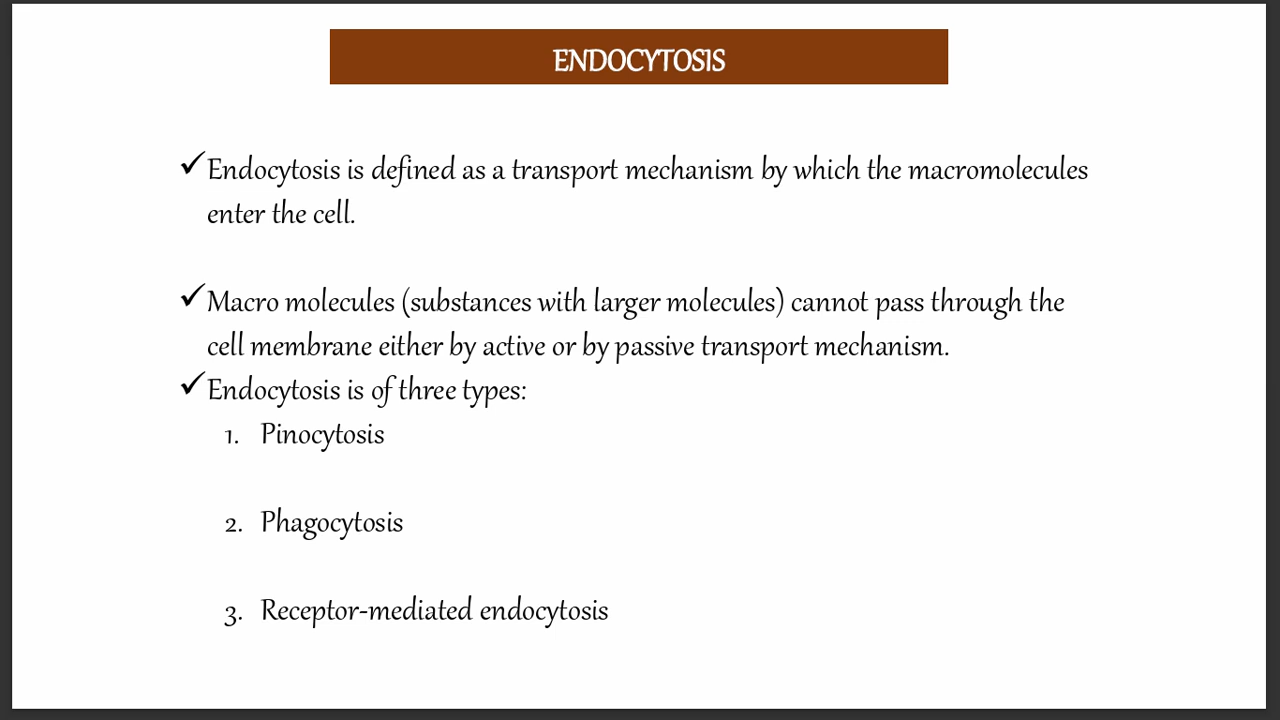 ENDOCYTOSIS
✓Endocytosis is defined as a transport mechanism by which the macromolecules
enter the cell.
✓Macro molecules (substances with larger molecules) cannot pass through the
cell membrane either by active or by passive transport mechanism.
✓Endocytosis is of three types:
1. Pinocytosis
2. Phagocytosis
3. Receptor-mediated endocytosis